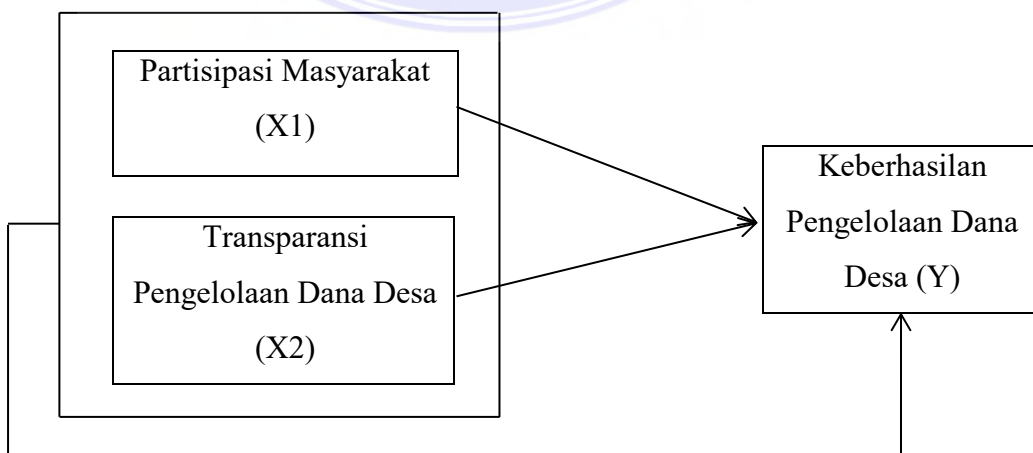 Partisipasi Masyarakat
(X1)
Transparansi
Pengelolaan Dana Desa
(X2)
Keberhasilan
Pengelolaan Dana
Desa (Y)